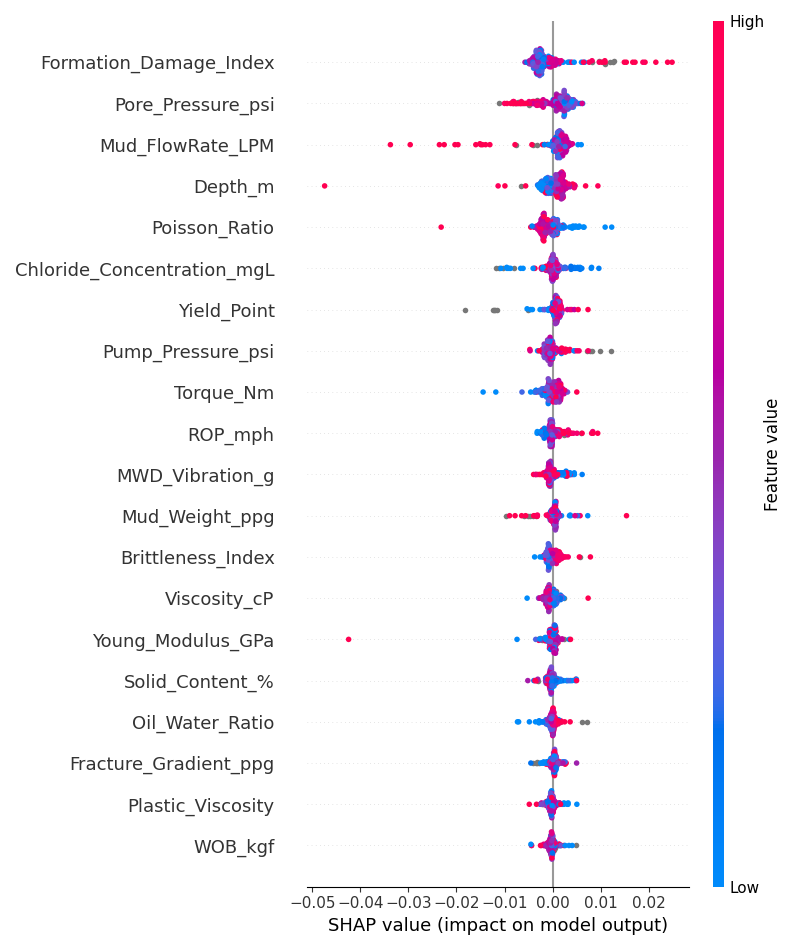 High
Formation_Damage_Index
Pore_Pressure_psi
Mud_FlowRate_LPM
Depth_m
Poisson_Ratio
Chloride_Concentration_mgL
Yield_Point
Pump_Pressure_psi
Torque_Nm
ROP_mph
MWD_Vibration_g
Mud_Weight_ppg
Brittleness_Index
Viscosity_cP
Young_Modulus_GPa
Solid_Content_%
Oil_Water_Ratio
Fracture_Gradient_ppg
Plastic_Viscosity
WOB_kgf
Feature value
Low
−0.05 −0.04 −0.03 −0.02 −0.01 0.00 0.01 0.02
SHAP value (impact on model output)